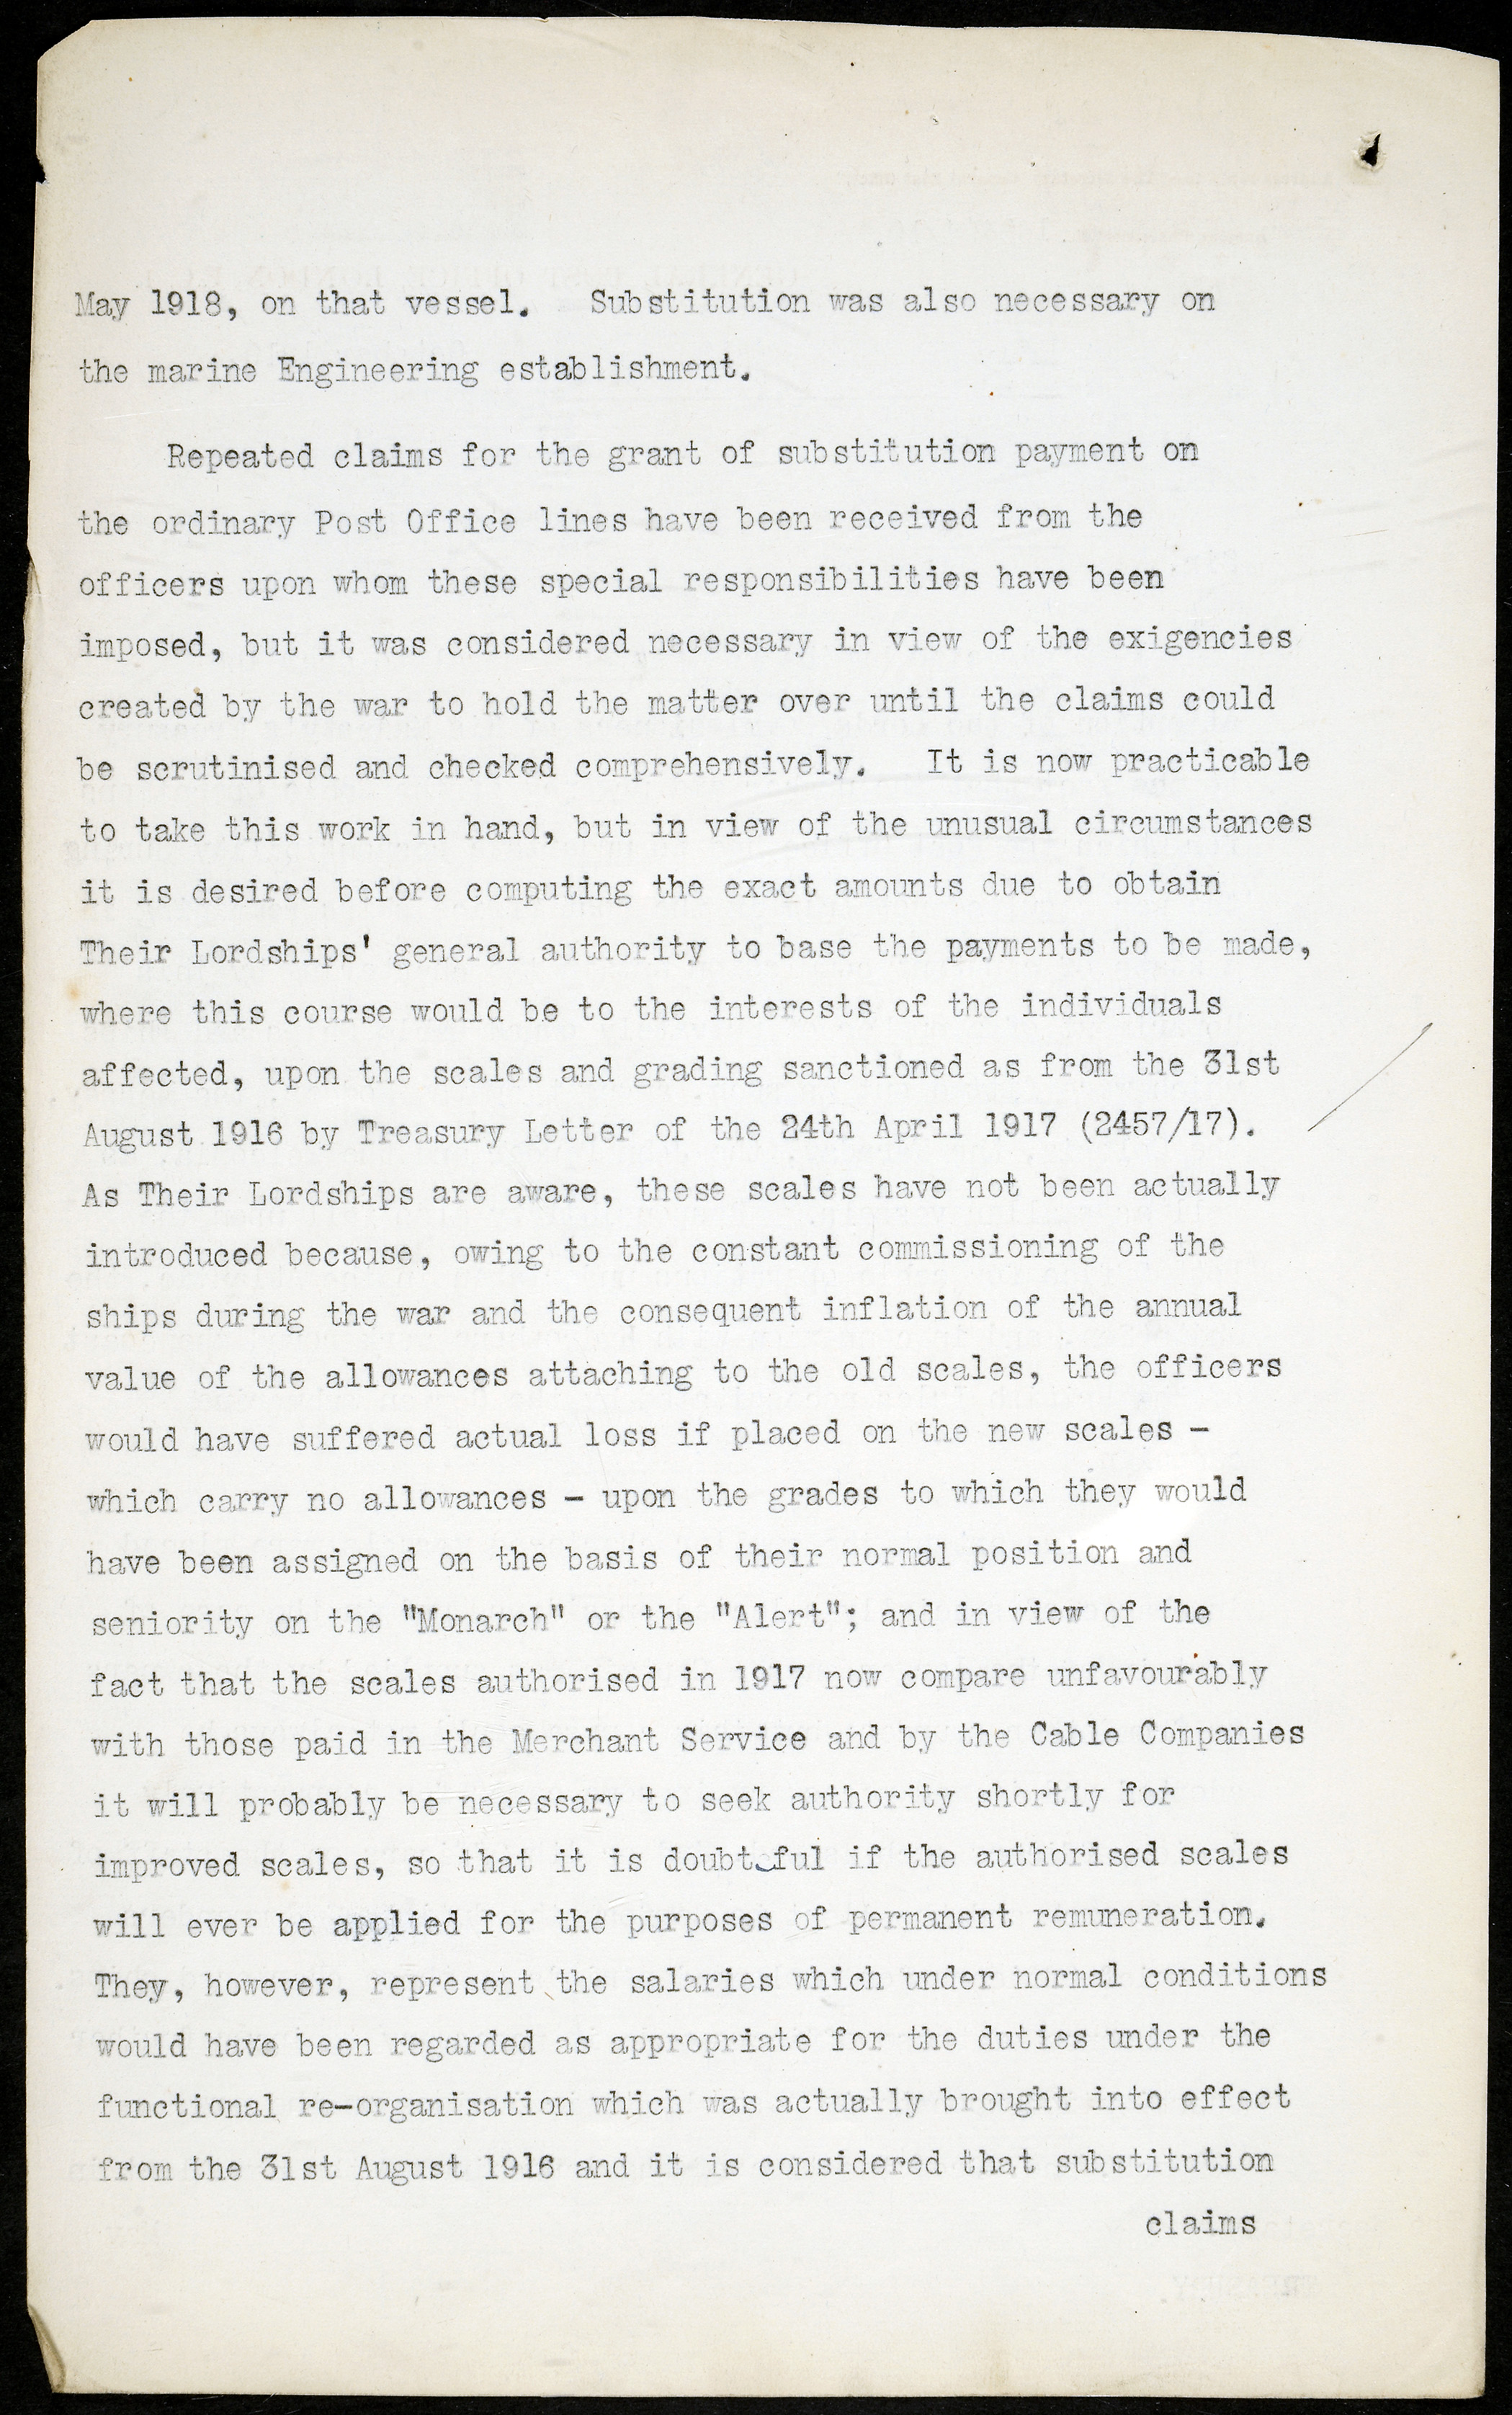 May 1918, on that vessel.   Substitution was also necessary on
the marine Engineering establishment.
Repeated claims for the grant of substitution payment on
the ordinary Post Office lines have been received from the
officers upon whom these special responsibilities have been
imposed, but it was considered necessary in view of the exigencies
created by the war to hold the matter over until the claims could
be scrutinised and checked comprehensively.   It is now practicable
to take this work in hand, but in view of the unusual circumstances
it is desired before computing the exact amounts due to obtain
Their Lordships' general authority to base the payments to be made,
where this course would be to the interests of the individuals
affected, upon the scales and grading sanctioned as from the 31st
August 1916 by Treasury Letter of the 24th April 1917 (2457/17).
As Their Lordships are aware, these scales have not been actually
introduced because, owing to the constant commissioning of the
ships during the war and the consequent inflation of the annual
value of the allowances attaching to the old scales, the officers
would have suffered actual loss if placed on the new scales -
which carry no allowances - upon the grades to which they would
have been assigned on the basis of their normal position and
seniority on the "Monarch" or the "Alert"; and in view of the
fact that the scales authorised in 1917 now compare unfavourably
with those paid in the Merchant Service and by the Cable Companies
it will probably be necessary to seek authority shortly for
improved scales, so that it is doubt ful if the authorised scales
will ever be applied for the purposes of permanent remuneration.
They, however, represent the salaries which under normal conditions
would have been regarded as appropriate for the duties under the
functional re-organisation which was actually brought into effect
from the 31st August 1916 and it is considered that substitution
claims